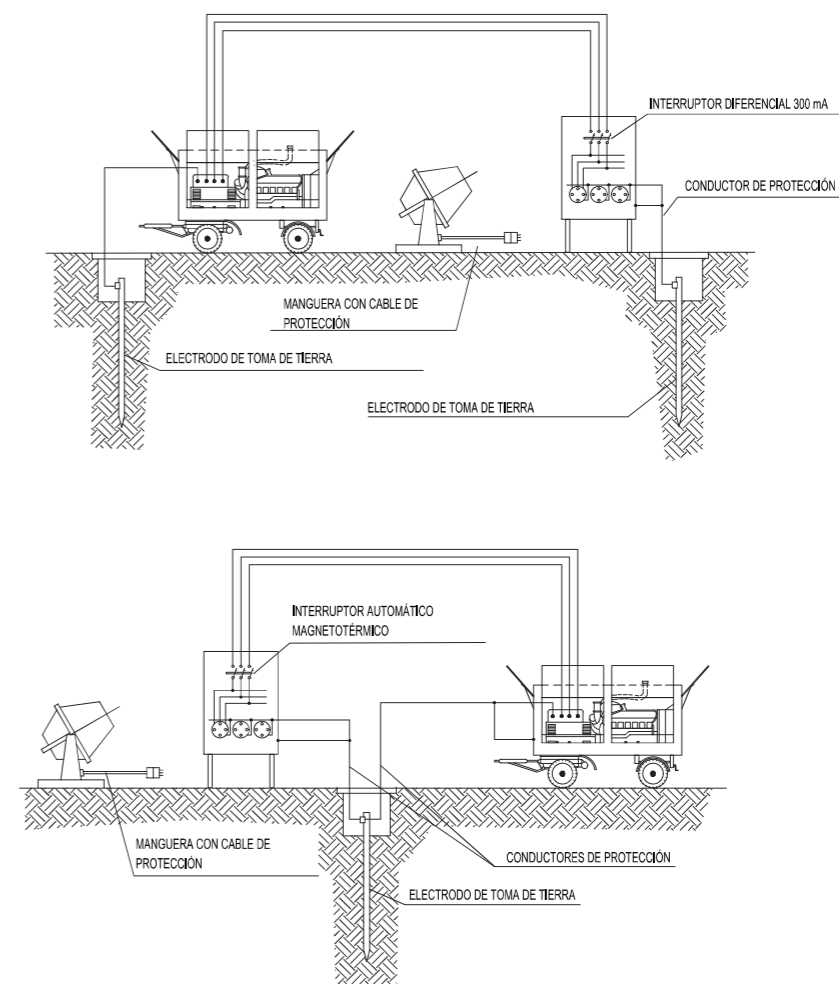 INTERRUPTOR DIFERENCIAL 300 mA
CONDUCTOR DE PROTECCIÓN
MANGUERA CON CABLE DE
PROTECCIÓN
ELECTRODO DE TOMA DE TIERRA
ELECTRODO DE TOMA DE TIERRA
INTERRUPTOR AUTOMÁTICO
MAGNETOTÉRMICO
MANGUERA CON CABLE DE
PROTECCIÓN
CONDUCTORES DE PROTECCIÓN
ELECTRODO DE TOMA DE TIERRA